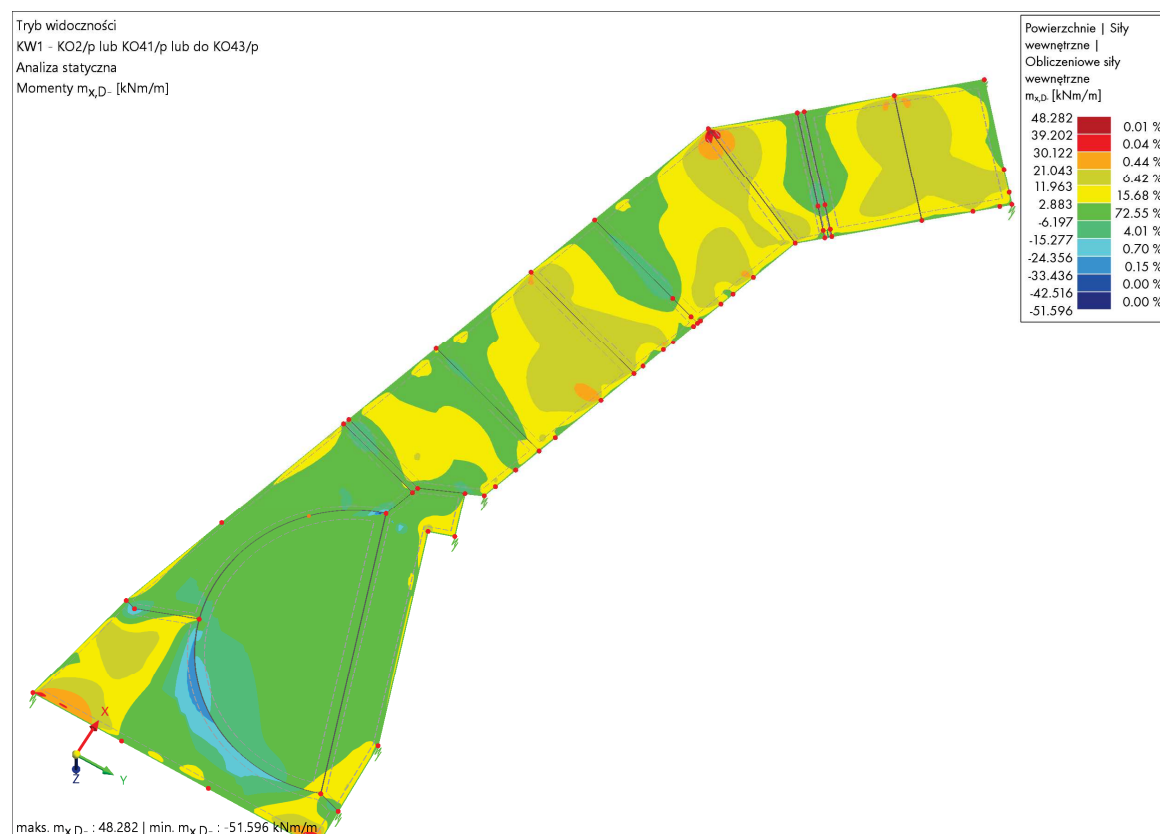 Tryb widoczności
KW1 - KO2/p lub KO41/p lub do KO43/p
Analiza statyczna
Momenty mx,D- [kNm/m]
Powierzchnie | Siły
wewnętrzne |
Obliczeniowe siły
wewnętrzne
mx,D- [kNm/m]
48.282
0.01 %
39.202
0.04 %
30.122
0.44 %
21.043
6.42 %
11.963
15.68 %
2.883
72.55 %
-6.197
4.01 %
-15.277
0.70 %
-24.356
0.15 %
-33.436
0.00 %
-42.516
0.00 %
-51.596
X
Y
Z
maks. mx,D- : 48.282 | min. mx,D- : -51.596 kNm/m